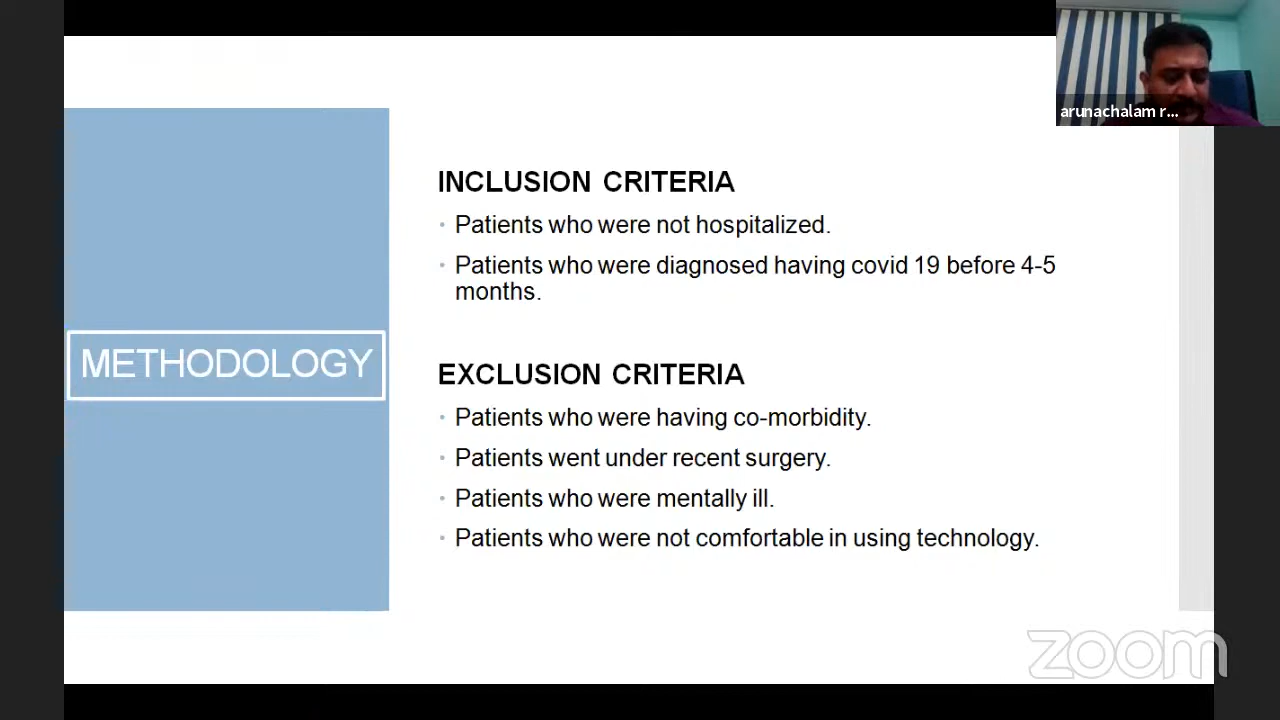 arunachalam r...
METHODOLOGY
INCLUSION CRITERIA
• Patients who were not hospitalized.
• Patients who were diagnosed having covid 19 before 4-5
months.
EXCLUSION CRITERIA
• Patients who were having co-morbidity.
• Patients went under recent surgery.
• Patients who were mentally ill.
• Patients who were not comfortable in using technology.
zoom